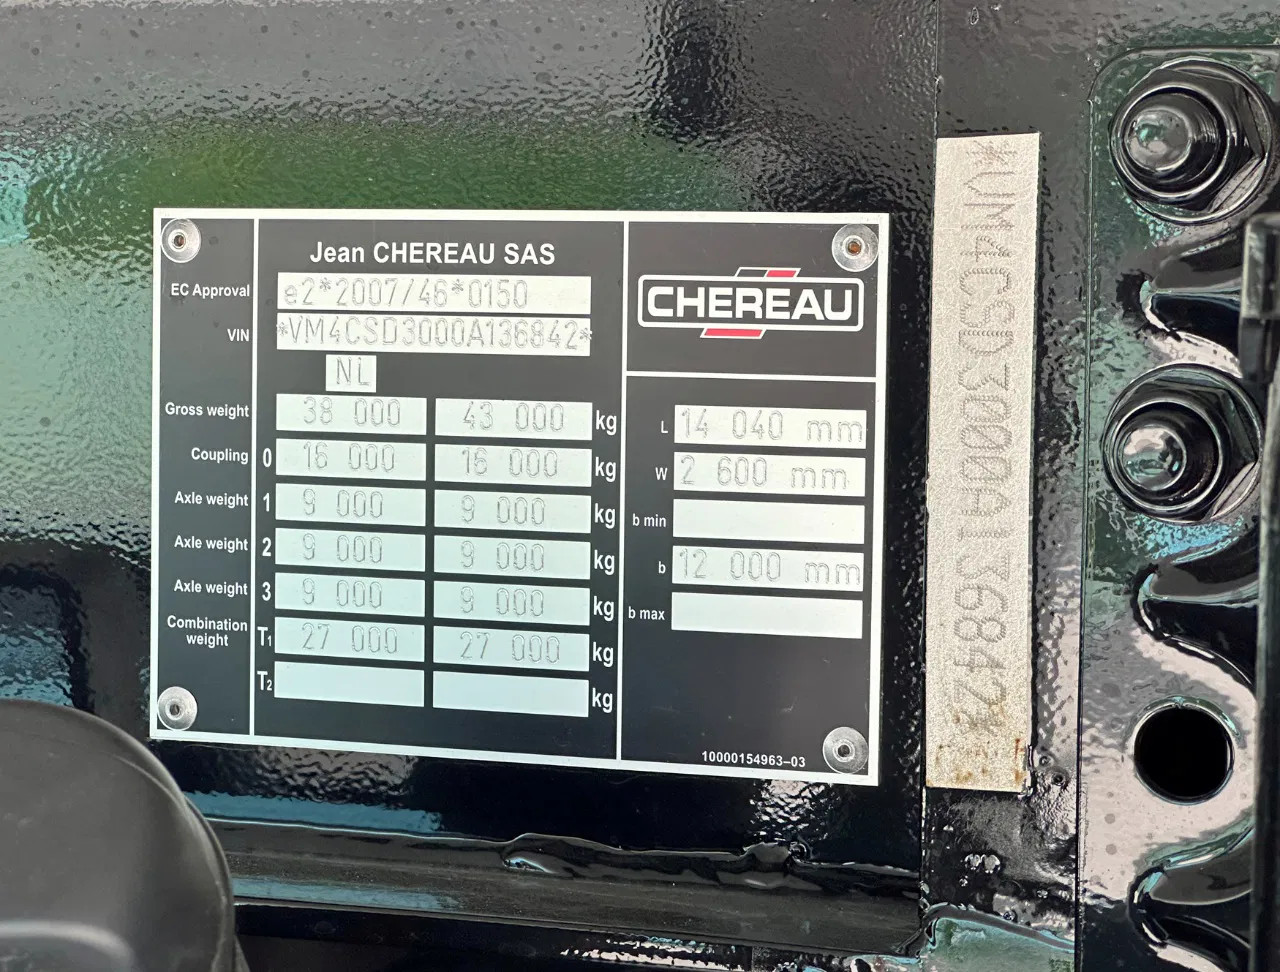 Jean CHEREAU SAS
EC Approval e2*2007/46*0150
VIN *VM4CSD3000A136842*
NL
Gross weight 38 000 43 000 kg
Coupling 0 16 000 16 000 kg
Axle weight 1 9 000 9 000 kg
Axle weight 2 9 000 9 000 kg
Axle weight 3 9 000 9 000 kg
Combination weight T1 27 000 27 000 kg
T2 kg
CHEREAU
L 14 040 mm
W 2 600 mm
b min
b 12 000 mm
b max
10000154963-03
*VM4CSD3000A136842*